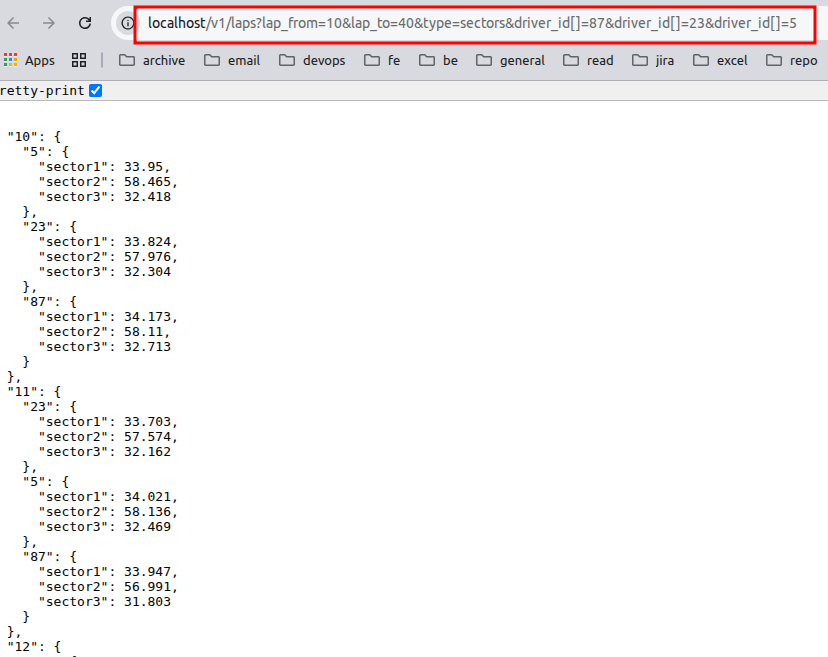 localhost/v1/laps?lap_from=10&lap_to=40&type=sectors&driver_id[]=87&driver_id[]=23&driver_id[]=5
Apps archive email devops fe be general read jira excel repo
retty-print
"10": {
"5": {
"sector1": 33.95,
"sector2": 58.465,
"sector3": 32.418
},
"23": {
"sector1": 33.824,
"sector2": 57.976,
"sector3": 32.304
},
"87": {
"sector1": 34.173,
"sector2": 58.11,
"sector3": 32.713
}
},
"11": {
"23": {
"sector1": 33.703,
"sector2": 57.574,
"sector3": 32.162
},
"5": {
"sector1": 34.021,
"sector2": 58.136,
"sector3": 32.469
},
"87": {
"sector1": 33.947,
"sector2": 56.991,
"sector3": 31.803
}
},
"12": {